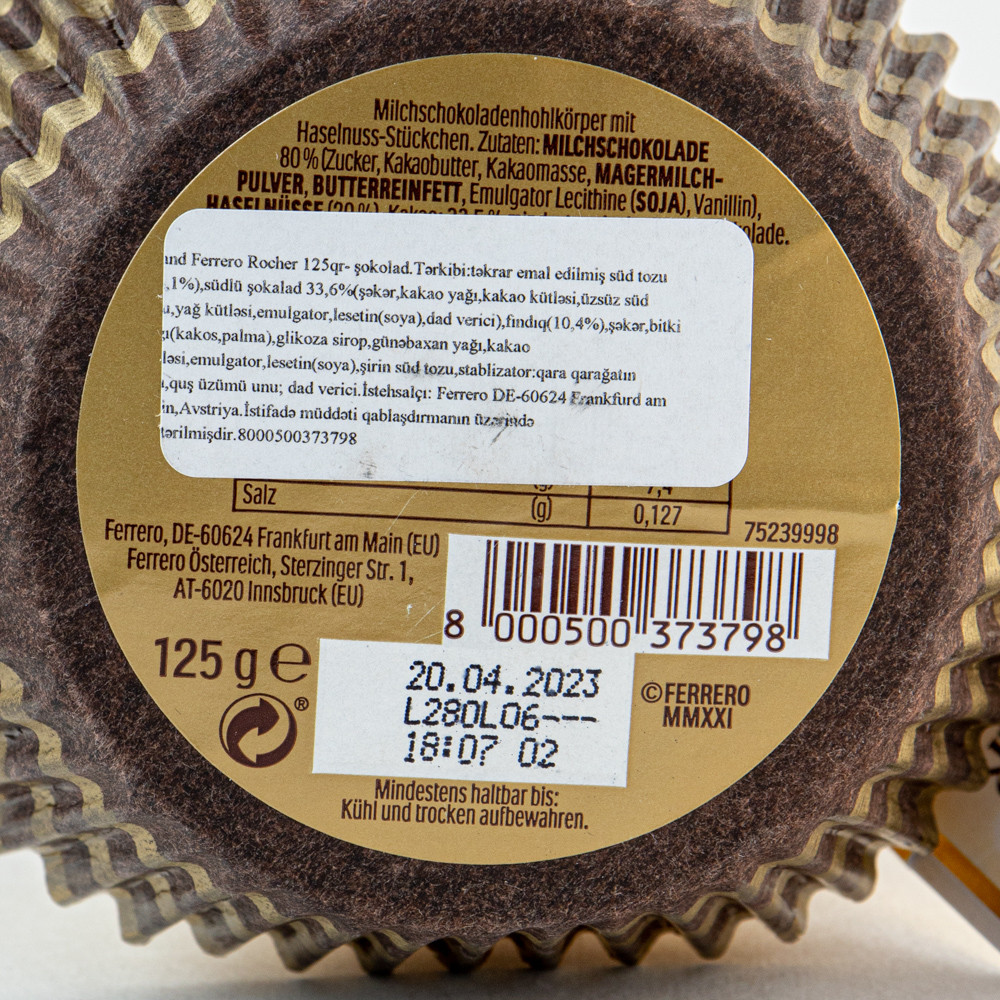 Milchschokoladenhohlkörper mit
Haselnuss-Stückchen. Zutaten: MILCHSCHOKOLADE
80 % (Zucker, Kakaobutter, Kakaomasse, MAGERMILCH-
PULVER, BUTTERREINFETT, Emulgator Lecithine (SOJA), Vanillin),
HASELNÜSSE
Ferrero Rocher 125qr- şokolad.Tərkibi:təkrar emal edilmiş süd tozu
,1%),südlü şokalad 33,6%(şəkər,kakao yağı,kakao kütləsi,üzsüz süd
,yağ kütləsi,emulgator,lesetin(soya),dad verici),fındıq(10,4%),şəkər,bitki
(kakos,palma),glikoza sirop,günəbaxan yağı,kakao
ləsi,emulgator,lesetin(soya),şirin süd tozu,stablizator:qara qarağatın
,quş üzümü unu; dad verici.İstehsalçı: Ferrero DE-60624 Frankfurd am
n,Avstriya.İstifadə müddəti qablaşdırmanın üzərində
tərilmişdir.8000500373798
(g) 7,4
Salz (g) 0,127
75239998
Ferrero, DE-60624 Frankfurt am Main (EU)
Ferrero Österreich, Sterzinger Str. 1,
AT-6020 Innsbruck (EU)
8 000500 373798
125 g e
®
20.04.2023
L280L06---
18:07 02
© FERRERO
MMXXI
Mindestens haltbar bis:
Kühl und trocken aufbewahren.